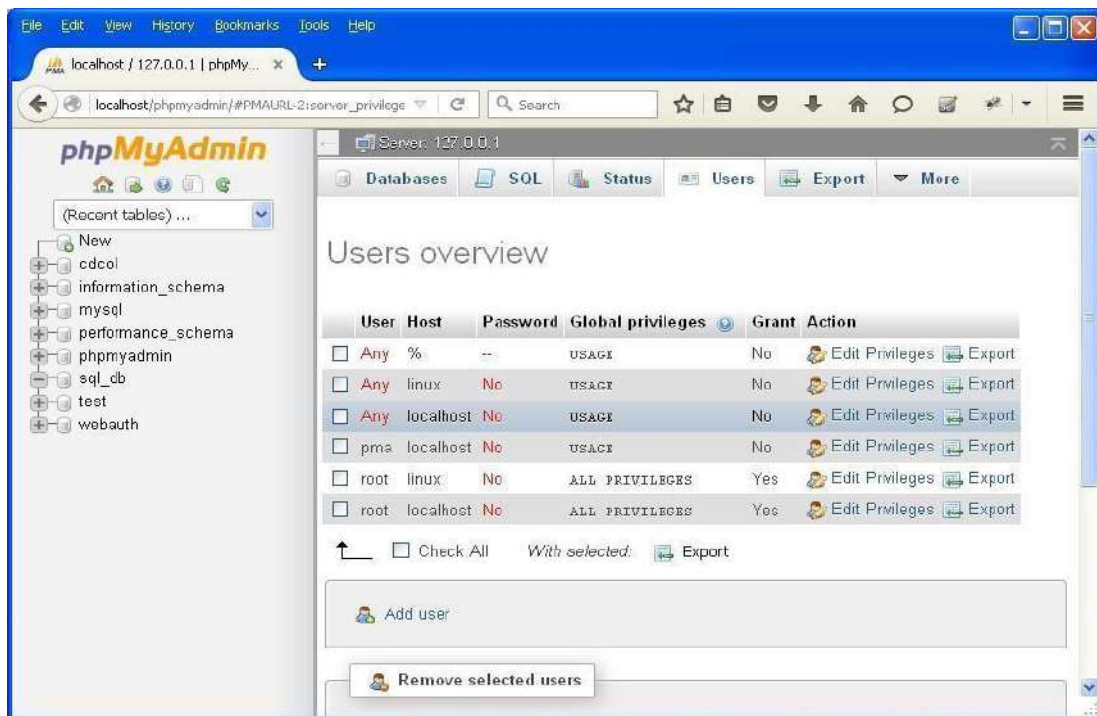 File Edit View History Bookmarks Tools Help
PMA localhost / 127.0.0.1 | phpMy... × +
localhost/phpmyadmin/#PMAURL-2:server_privilege Search
phpMyAdmin
(Recent tables) ...
New
cdcol
information_schema
mysql
performance_schema
phpmyadmin
sql_db
test
webauth
Server: 127.0.0.1
Databases SQL Status Users Export More
Users overview
User Host Password Global privileges Grant Action
Any % -- USAGE No Edit Privileges Export
Any linux No USAGE No Edit Privileges Export
Any localhost No USAGE No Edit Privileges Export
pma localhost No USAGE No Edit Privileges Export
root linux No ALL PRIVILEGES Yes Edit Privileges Export
root localhost No ALL PRIVILEGES Yes Edit Privileges Export
Check All With selected: Export
Add user
Remove selected users